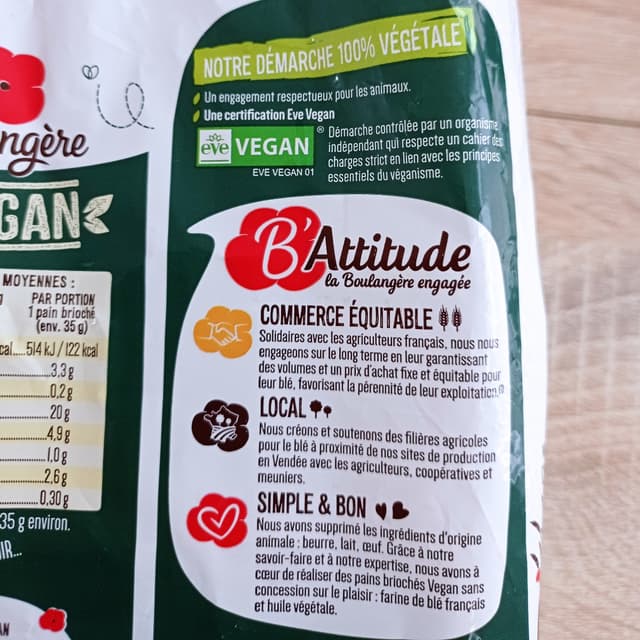 NOTRE DÉMARCHE 100% VÉGÉTALE
Un engagement respectueux pour les animaux.
Une certification Eve Vegan
eve VEGAN®
EVE VEGAN 01
Démarche contrôlée par un organisme
indépendant qui respecte un cahier des
charges strict en lien avec les principes
essentiels du véganisme.
B'Attitude
la Boulangère engagée
COMMERCE ÉQUITABLE
Solidaires avec les agriculteurs français, nous nous
engageons sur le long terme en leur garantissant
des volumes et un prix d'achat fixe et équitable pour
leur blé, favorisant la pérennité de leur exploitation.
LOCAL
Nous créons et soutenons des filières agricoles
pour le blé à proximité de nos sites de production
en Vendée avec les agriculteurs, coopératives et
meuniers.
SIMPLE & BON
Nous avons supprimé les ingrédients d'origine
animale : beurre, lait, œuf. Grâce à notre
savoir-faire et à notre expertise, nous avons à
cœur de réaliser des pains briochés Vegan sans
concession sur le plaisir : farine de blé français
et huile végétale.
ngère
GAN
MOYENNES :
g PAR PORTION
1 pain brioché
(env. 35 g)
cal 514 kJ / 122 kcal
3,3 g
0,2 g
20 g
4,9 g
1,0 g
2,6 g
0,30 g
35 g environ.
IR...
AN